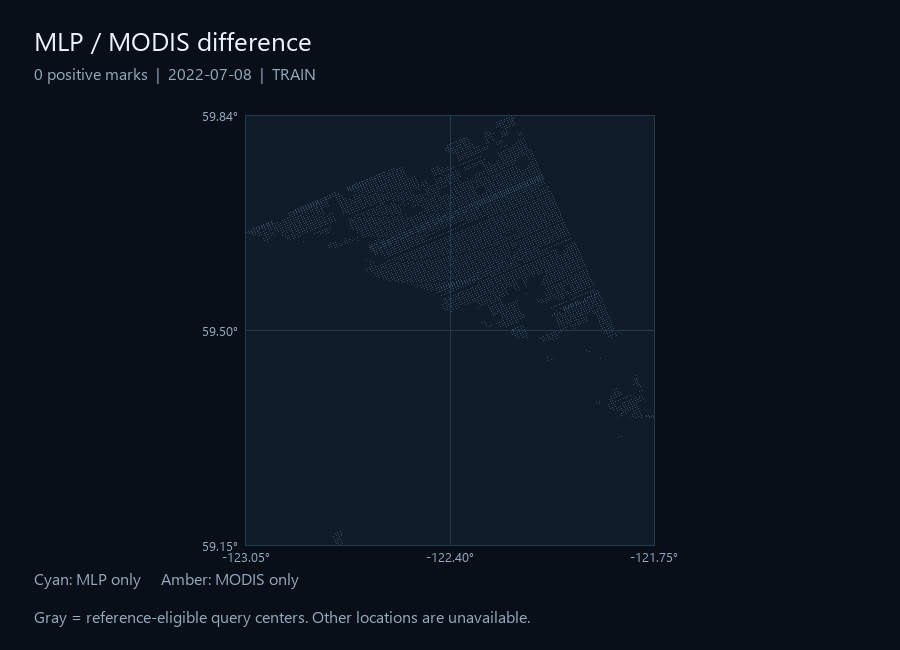 MLP / MODIS difference
0 positive marks | 2022-07-08 | TRAIN
59.84°
59.50°
59.15°
-123.05° -122.40° -121.75°
Cyan: MLP only Amber: MODIS only
Gray = reference-eligible query centers. Other locations are unavailable.